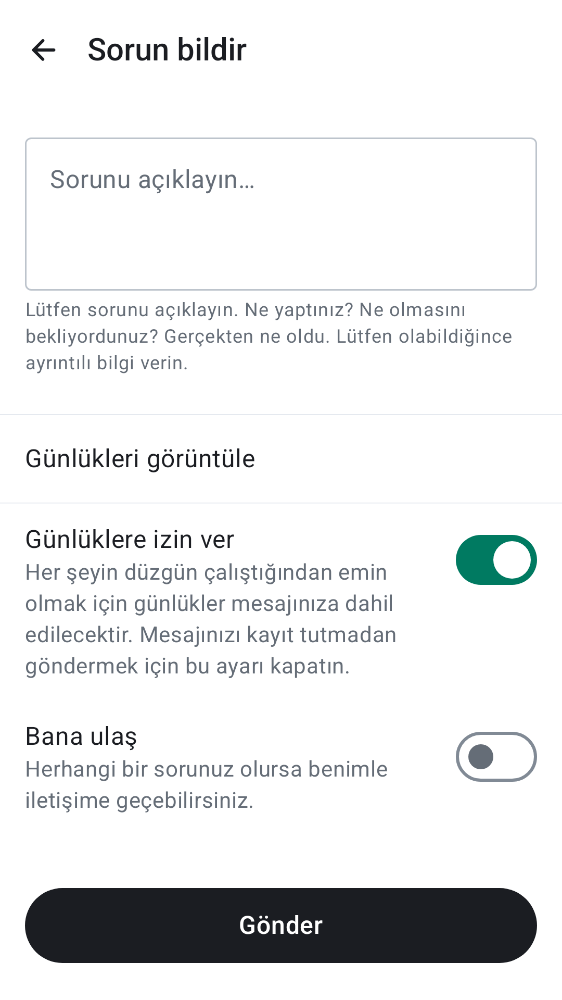 Sorun bildir
Sorunu açıklayın…
Lütfen sorunu açıklayın. Ne yaptınız? Ne olmasını
bekliyordunuz? Gerçekten ne oldu. Lütfen olabildiğince
ayrıntılı bilgi verin.
Günlükleri görüntüle
Günlüklere izin ver
Her şeyin düzgün çalıştığından emin
olmak için günlükler mesajınıza dahil
edilecektir. Mesajınızı kayıt tutmadan
göndermek için bu ayarı kapatın.
Bana ulaş
Herhangi bir sorunuz olursa benimle
iletişime geçebilirsiniz.
Gönder